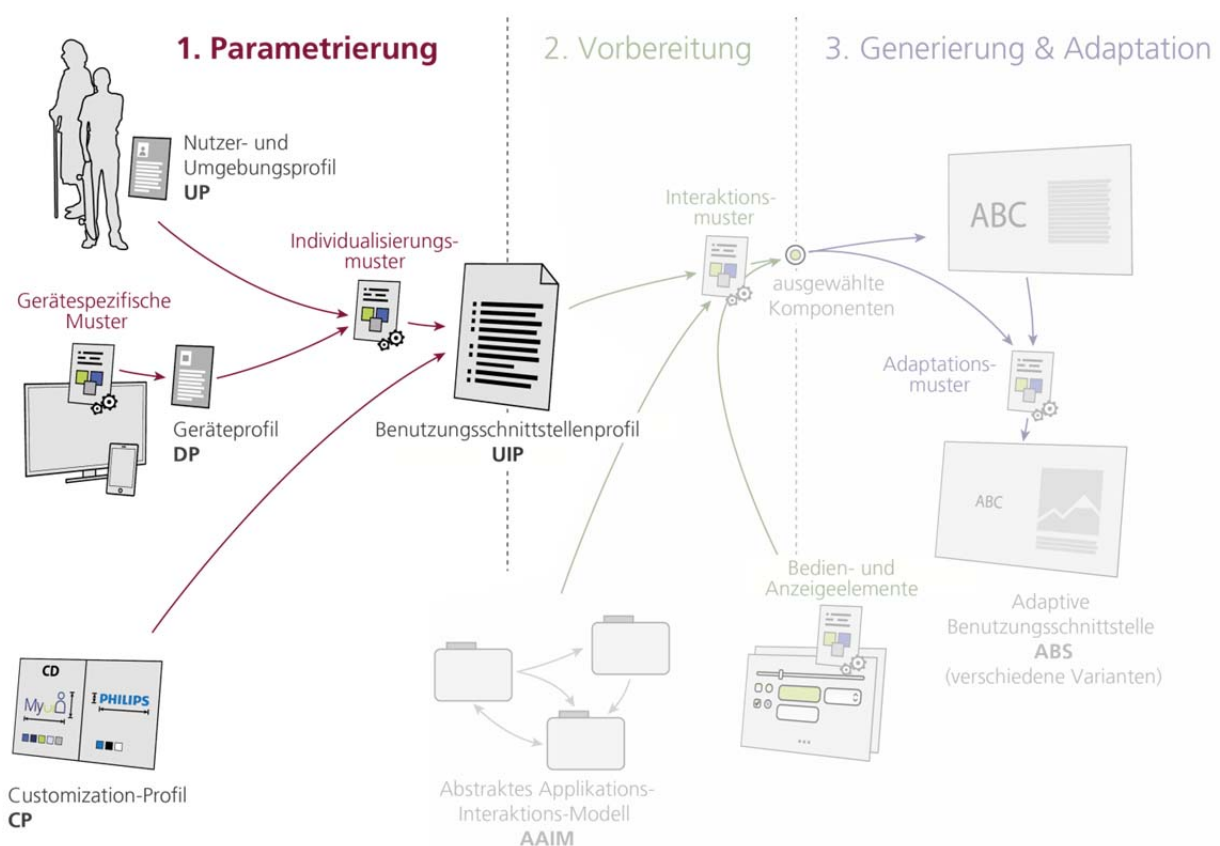 1. Parametrierung
2. Vorbereitung
3. Generierung & Adaptation
Nutzer- und
Umgebungsprofil
UP
Individualisierungs-
muster
Gerätespezifische
Muster
Geräteprofil
DP
Benutzungsschnittstellenprofil
UIP
CD
My
PHILIPS
Customization-Profil
CP
Interaktions-
muster
ausgewählte
Komponenten
Bedien- und
Anzeigeelemente
Abstraktes Applikations-
Interaktions-Modell
AAIM
ABC
Adaptations-
muster
ABC
Adaptive
Benutzungsschnittstelle
ABS
(verschiedene Varianten)